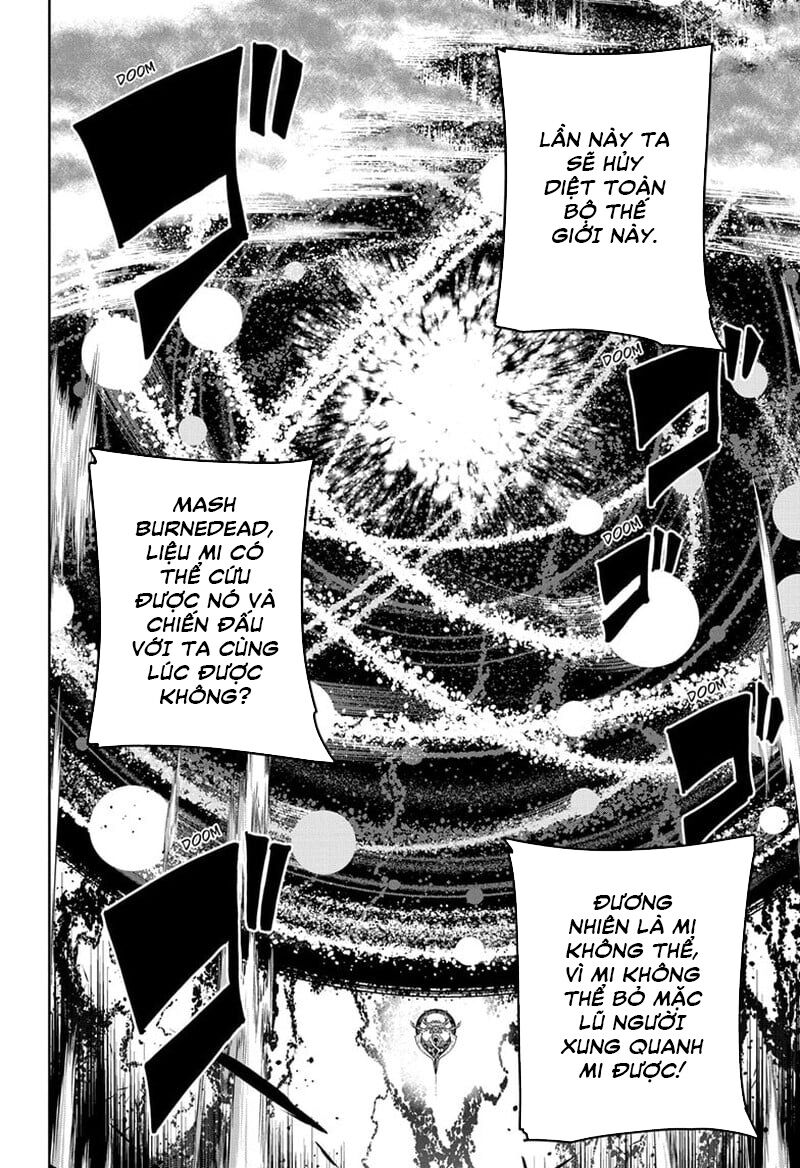 DOOM
LẦN NÀY TA
SẼ HỦY
DIỆT TOÀN
BỘ THẾ
GIỚI NÀY.
DOOM
MASH
BURNEDEAD,
LIỆU MI CÓ
THỂ CỨU
ĐƯỢC NÓ VÀ
CHIẾN ĐẤU
VỚI TA CÙNG
LÚC ĐƯỢC
KHÔNG?
DOOM
DOOM
DOOM
ĐƯƠNG
NHIÊN LÀ MI
KHÔNG THỂ,
VÌ MI KHÔNG
THỂ BỎ MẶC
LŨ NGƯỜI
XUNG QUANH
MI ĐƯỢC!